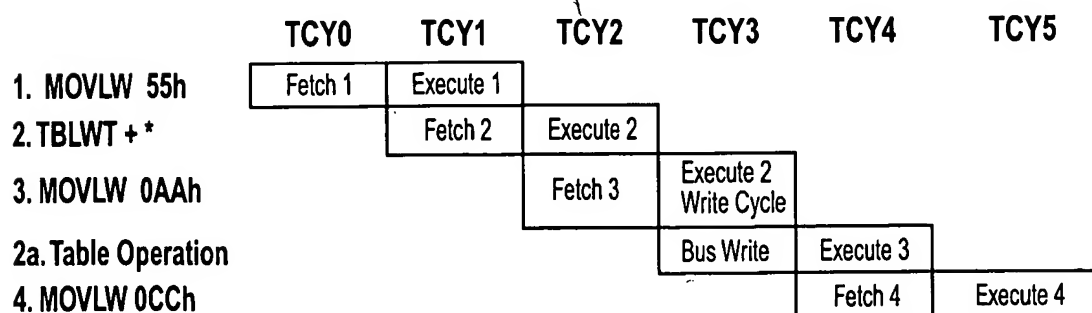 TCY0 TCY1 TCY2 TCY3 TCY4 TCY5
1. MOVLW 55h Fetch 1 Execute 1
2. TBLWT + * Fetch 2 Execute 2
3. MOVLW 0AAh Fetch 3 Execute 2
Write Cycle
2a. Table Operation Bus Write Execute 3
4. MOVLW 0CCh Fetch 4 Execute 4